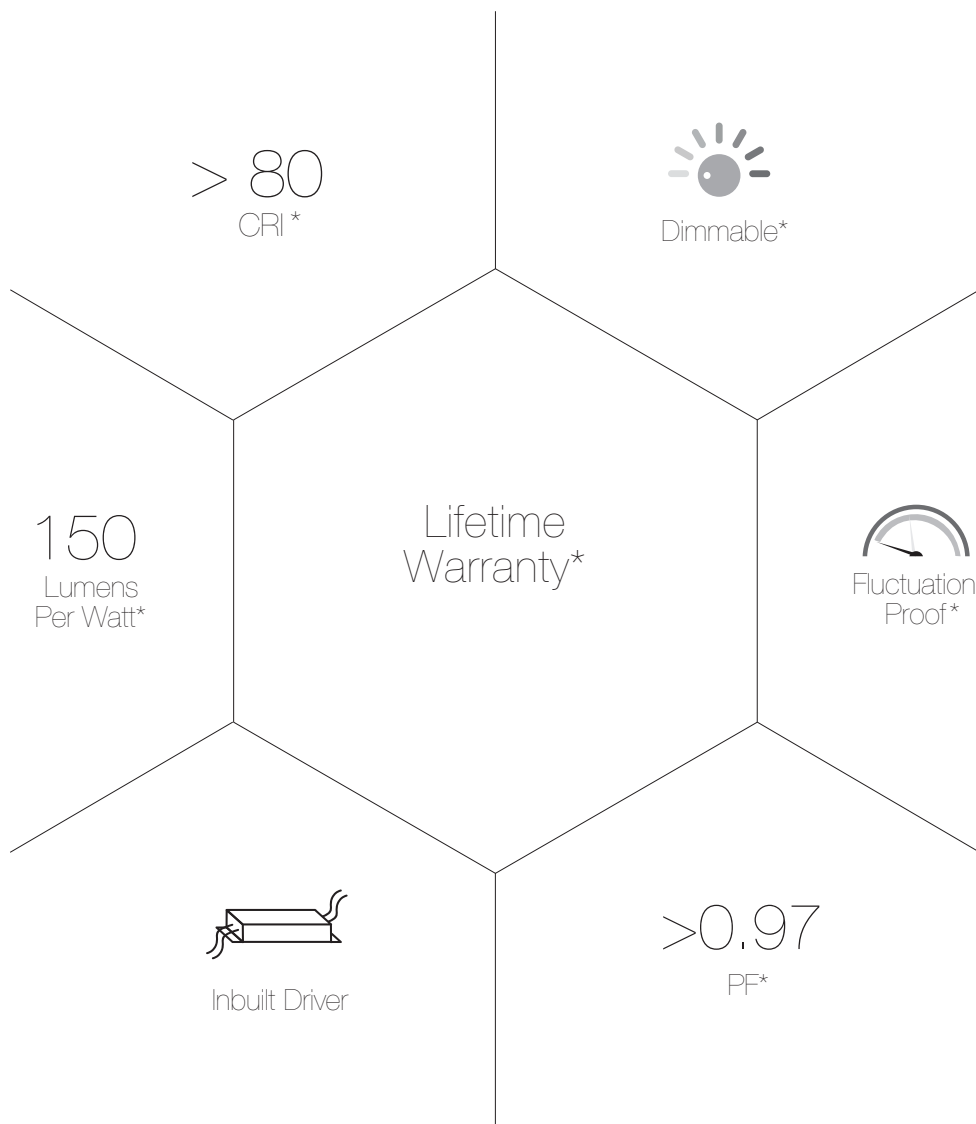 > 80
CRI *
Dimmable*
150
Lumens
Per Watt*
Lifetime
Warranty*
Fluctuation
Proof*
Inbuilt Driver
>0.97
PF*